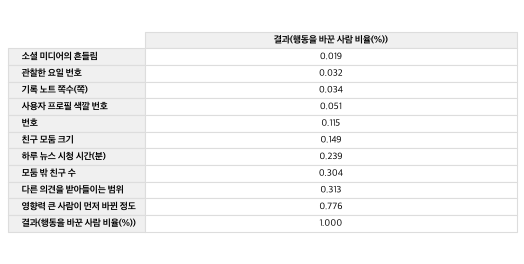 결과(행동을 바꾼 사람 비율(%))
소셜 미디어의 흔들림 0.019
관찰한 요일 번호 0.032
기록 노트 쪽수(쪽) 0.034
사용자 프로필 색깔 번호 0.051
번호 0.115
친구 모둠 크기 0.149
하루 뉴스 시청 시간(분) 0.239
모둠 밖 친구 수 0.304
다른 의견을 받아들이는 범위 0.313
영향력 큰 사람이 먼저 바뀐 정도 0.776
결과(행동을 바꾼 사람 비율(%)) 1.000